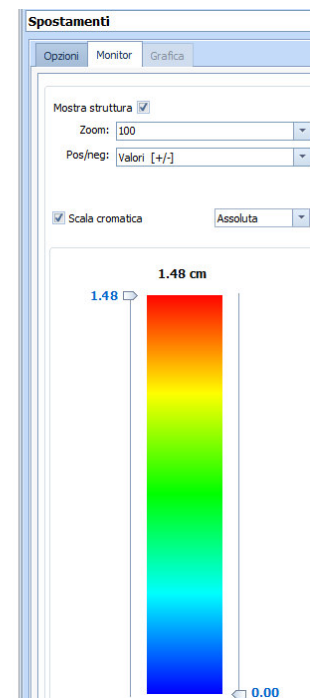 Spostamenti
Opzioni Monitor Grafica
Mostra struttura
Zoom: 100
Pos/neg: Valori [+/-]
Scala cromatica Assoluta
1.48 cm
1.48
0.00